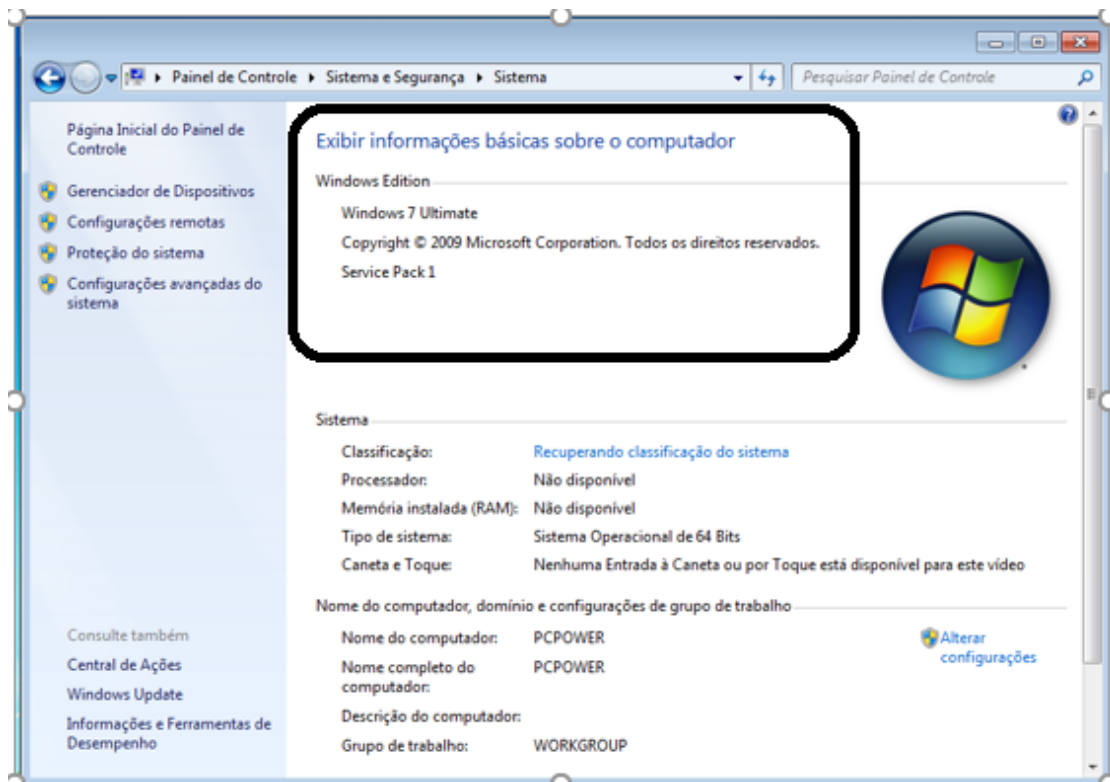 Painel de Controle ▸ Sistema e Segurança ▸ Sistema
Pesquisar Painel de Controle
Página Inicial do Painel de
Controle
Gerenciador de Dispositivos
Configurações remotas
Proteção do sistema
Configurações avançadas do
sistema
Exibir informações básicas sobre o computador
Windows Edition
Windows 7 Ultimate
Copyright © 2009 Microsoft Corporation. Todos os direitos reservados.
Service Pack 1
Sistema
Classificação: Recuperando classificação do sistema
Processador: Não disponível
Memória instalada (RAM): Não disponível
Tipo de sistema: Sistema Operacional de 64 Bits
Caneta e Toque: Nenhuma Entrada à Caneta ou por Toque está disponível para este vídeo
Nome do computador, domínio e configurações de grupo de trabalho
Nome do computador: PCPOWER
Alterar
configurações
Nome completo do
computador: PCPOWER
Descrição do computador:
Grupo de trabalho: WORKGROUP
Consulte também
Central de Ações
Windows Update
Informações e Ferramentas de
Desempenho